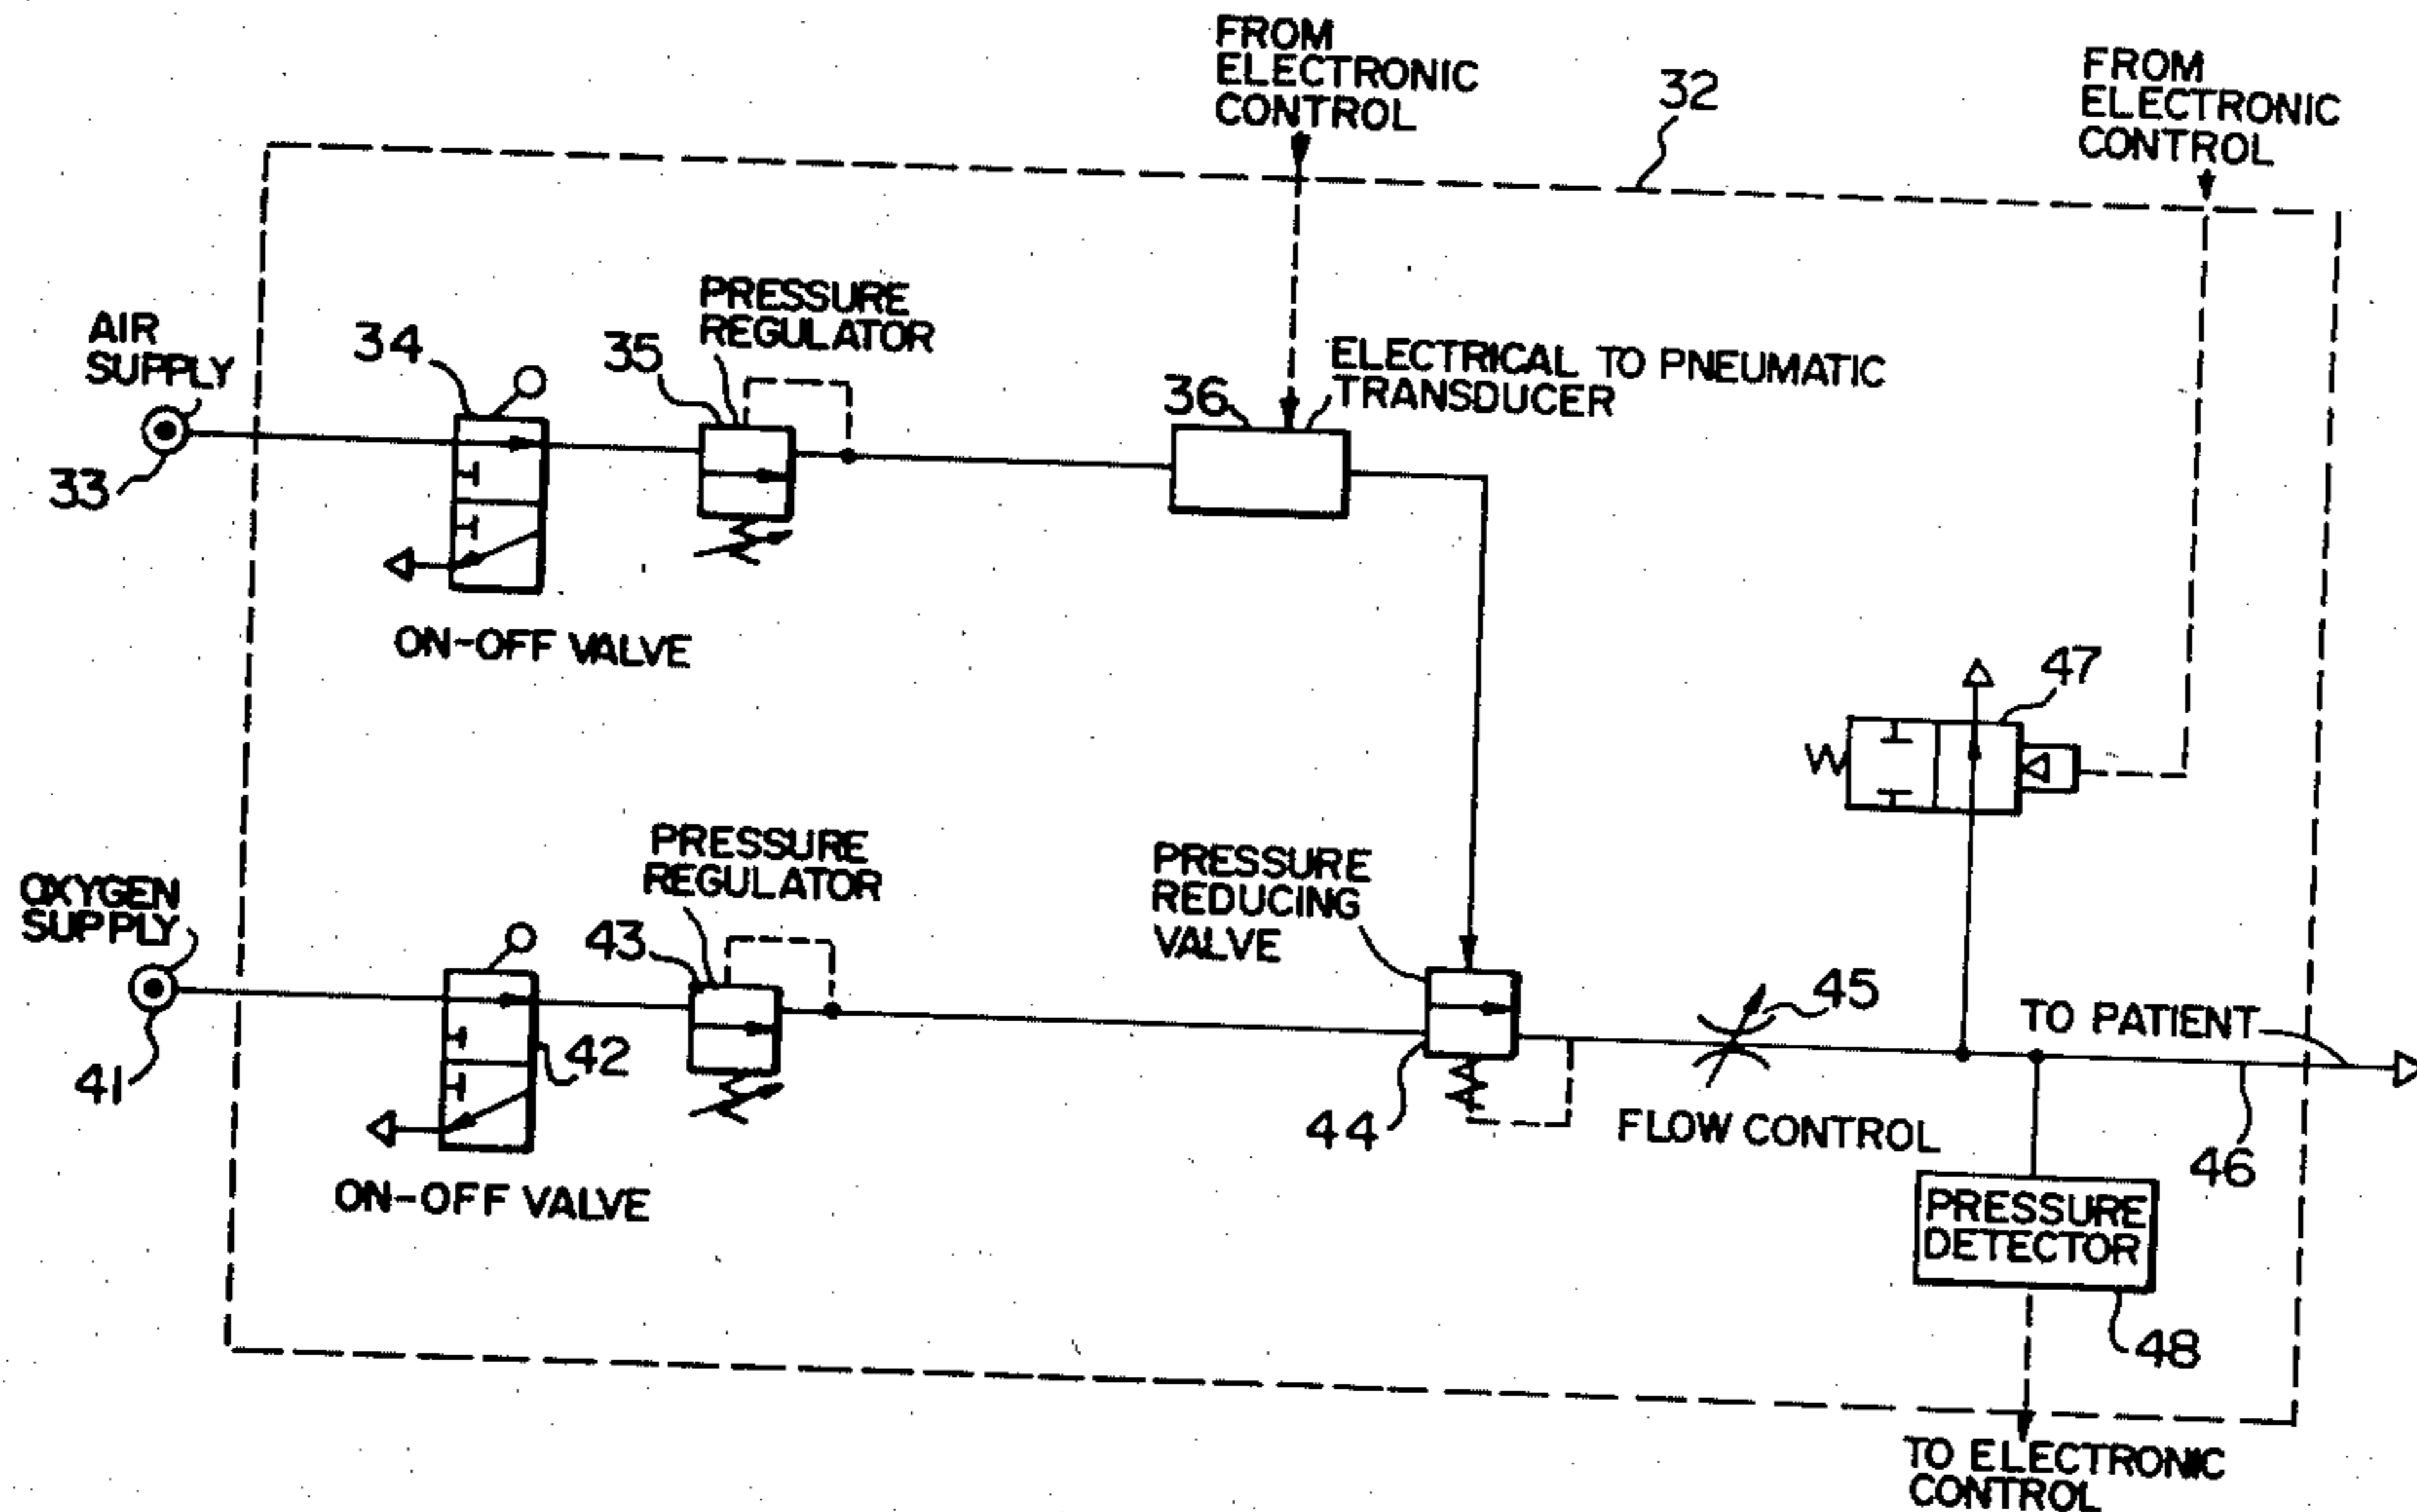 FROM
ELECTRONIC
CONTROL
32
FROM
ELECTRONIC
CONTROL
AIR
SUPPLY
33
34
35
PRESSURE
REGULATOR
36
ELECTRICAL TO PNEUMATIC
TRANSDUCER
ON-OFF VALVE
47
OXYGEN
SUPPLY
41
42
43
PRESSURE
REGULATOR
PRESSURE
REDUCING
VALVE
44
45
FLOW CONTROL
TO PATIENT
46
ON-OFF VALVE
PRESSURE
DETECTOR
48
TO ELECTRONIC
CONTROL